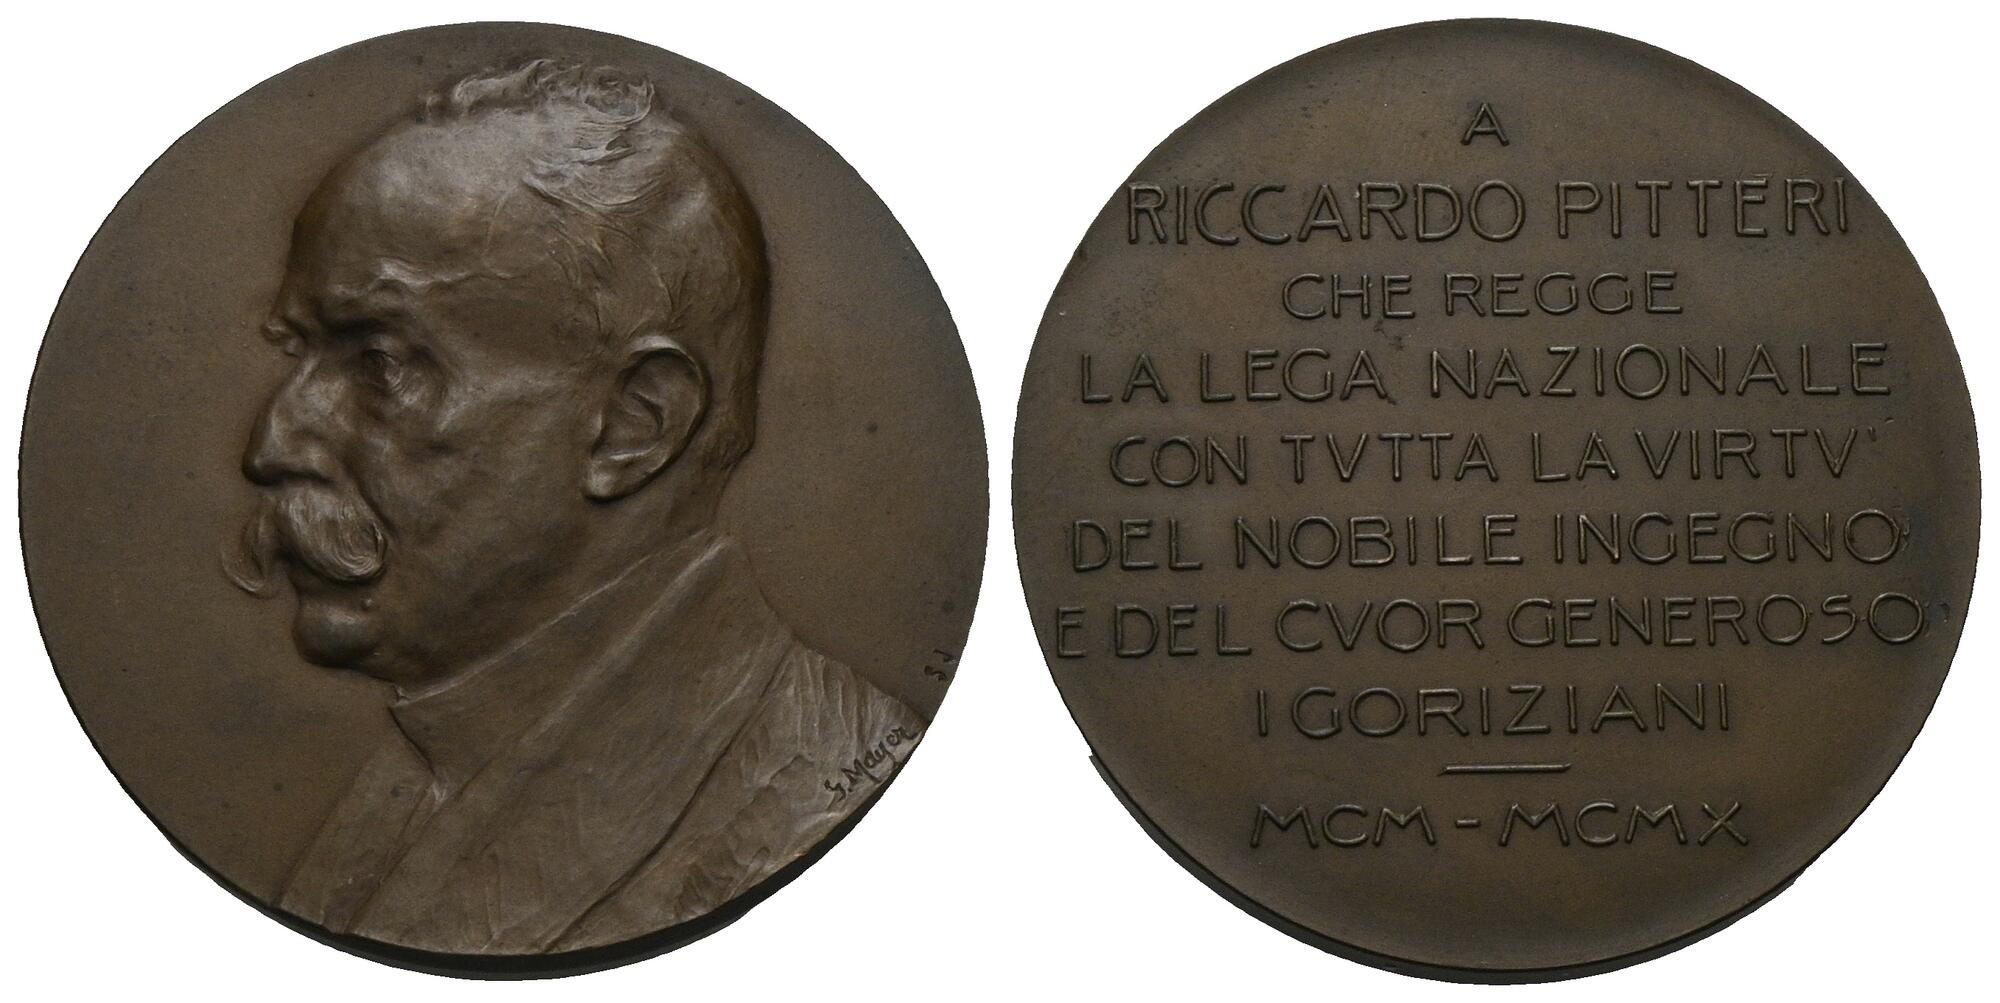 G. Mayer
S J
A
RICCARDO PITTERI
CHE REGGE
LA LEGA NAZIONALE
CON TVTTA LA VIRTV'
DEL NOBILE INGEGNO
E DEL CVOR GENEROSO
I GORIZIANI
MCM - MCMX